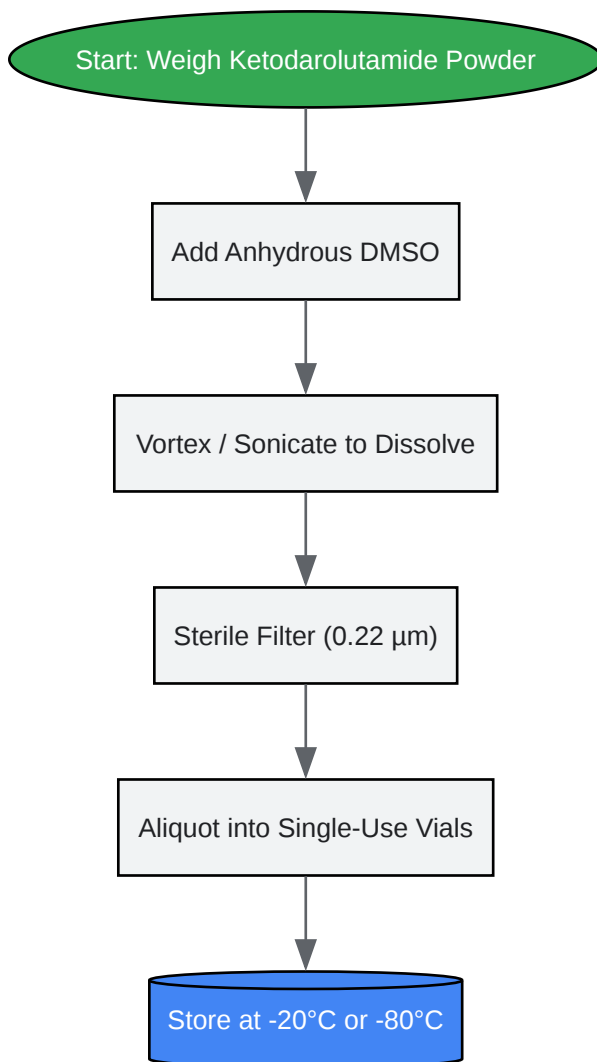 Start: Weigh Ketodarolutamide Powder
Add Anhydrous DMSO
Vortex / Sonicate to Dissolve
Sterile Filter (0.22 µm)
Aliquot into Single-Use Vials
Store at -20°C or -80°C